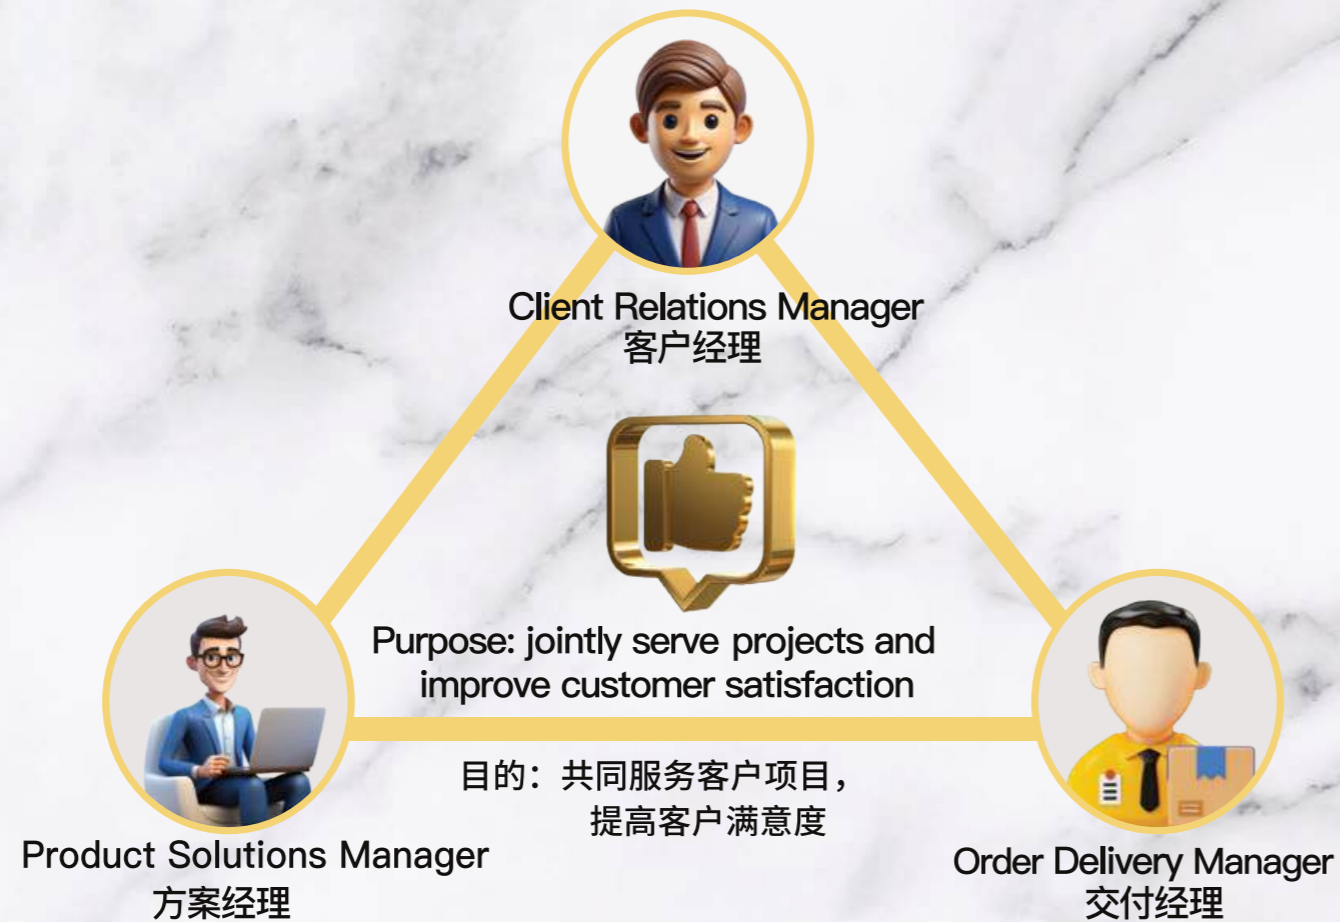 Client Relations Manager
客户经理
Purpose: jointly serve projects and
improve customer satisfaction
目的：共同服务客户项目，
提高客户满意度
Product Solutions Manager
方案经理
Order Delivery Manager
交付经理